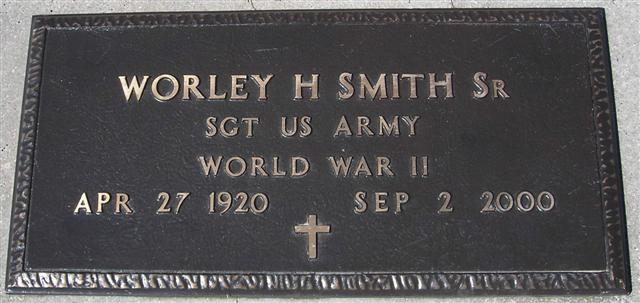 WORLEY H SMITH SR
SGT US ARMY
WORLD WAR II
APR 27 1920 SEP 2 2000